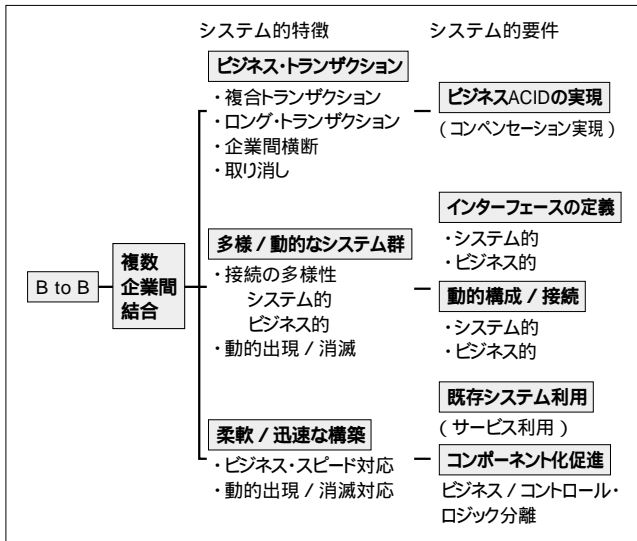 システム的特徴
システム的要件
B to B
複数
企業間
結合
ビジネス・トランザクション
・複合トランザクション
・ロング・トランザクション
・企業間横断
・取り消し
ビジネスACIDの実現
(コンペンセーション実現)
多様 / 動的なシステム群
・接続の多様性
システム的
ビジネス的
・動的出現 / 消滅
インターフェースの定義
・システム的
・ビジネス的
動的構成 / 接続
・システム的
・ビジネス的
柔軟 / 迅速な構築
・ビジネス・スピード対応
・動的出現 / 消滅対応
既存システム利用
(サービス利用)
コンポーネント化促進
ビジネス / コントロール・
ロジック分離